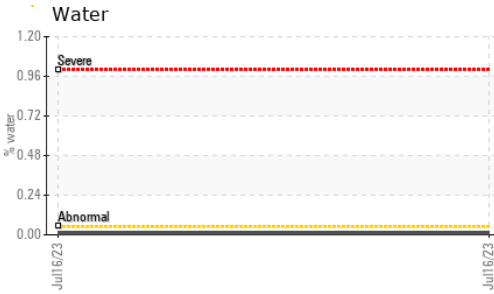 Water
1.20
Severe
0.96
0.72
% water
0.48
0.24
Abnormal
0.00
Jul16/23
Jul16/23